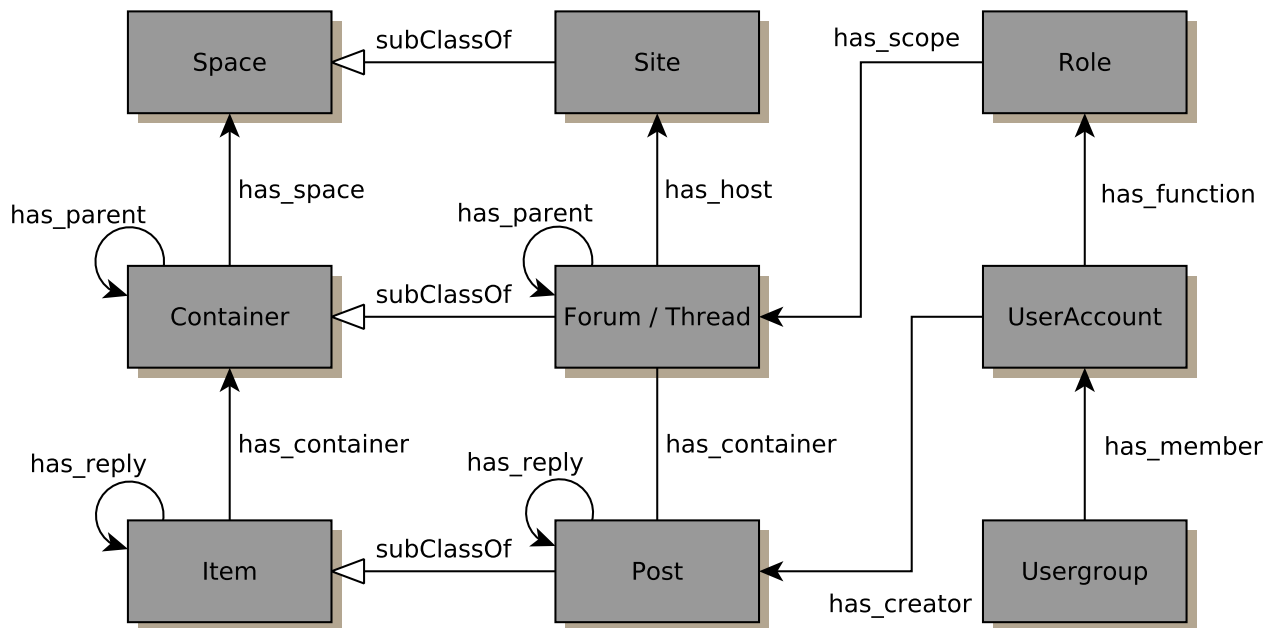 subClassOf
has_scope
Space
Site
Role
has_space
has_host
has_function
has_parent
has_parent
subClassOf
Container
Forum / Thread
UserAccount
has_container
has_container
has_member
has_reply
has_reply
subClassOf
Item
Post
Usergroup
has_creator